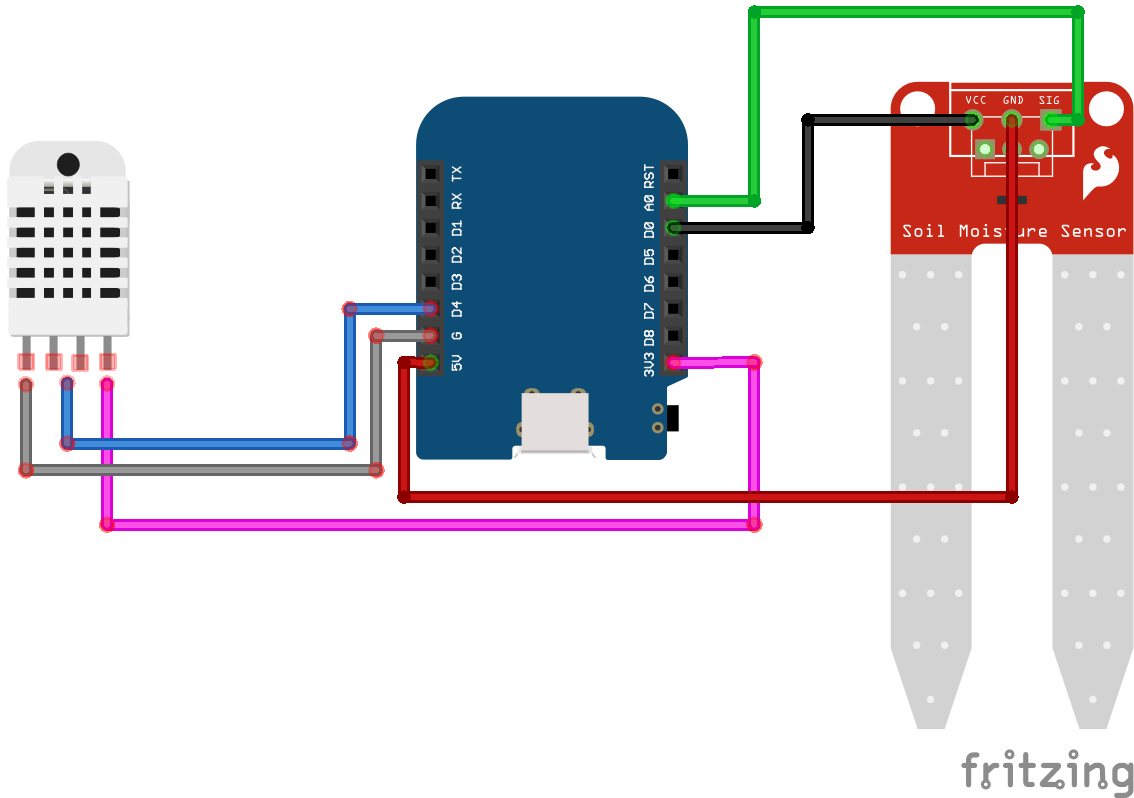 TX
RX
D1
D2
D3
D4
G
5V
RST
A0
D0
D5
D6
D7
D8
3V3
VCC GND SIG
Soil Moisture Sensor
fritzing